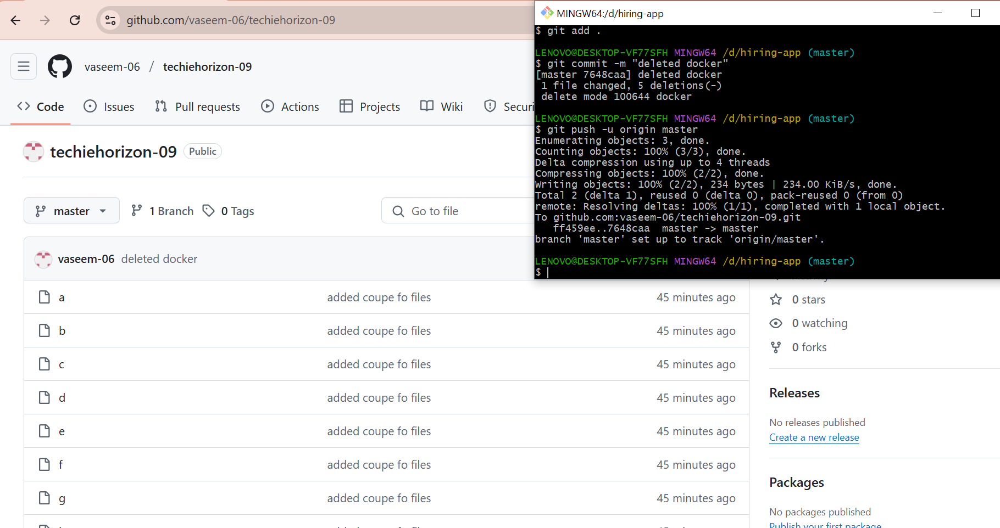 github.com/vaseem-06/techiehorizon-09
vaseem-06 / techiehorizon-09
Code Issues Pull requests Actions Projects Wiki Securi
techiehorizon-09 Public
master 1 Branch 0 Tags Go to file
vaseem-06 deleted docker
a added coupe fo files 45 minutes ago
b added coupe fo files 45 minutes ago
c added coupe fo files 45 minutes ago
d added coupe fo files 45 minutes ago
e added coupe fo files 45 minutes ago
f added coupe fo files 45 minutes ago
g added coupe fo files 45 minutes ago
MINGW64:/d/hiring-app
$ git add .
LENOVO@DESKTOP-VF77SFH MINGW64 /d/hiring-app (master)
$ git commit -m "deleted docker"
[master 7648caa] deleted docker
1 file changed, 5 deletions(-)
delete mode 100644 docker
LENOVO@DESKTOP-VF77SFH MINGW64 /d/hiring-app (master)
$ git push -u origin master
Enumerating objects: 3, done.
Counting objects: 100% (3/3), done.
Delta compression using up to 4 threads
Compressing objects: 100% (2/2), done.
Writing objects: 100% (2/2), 234 bytes | 234.00 KiB/s, done.
Total 2 (delta 1), reused 0 (delta 0), pack-reused 0 (from 0)
remote: Resolving deltas: 100% (1/1), completed with 1 local object.
To github.com:vaseem-06/techiehorizon-09.git
ff459ee..7648caa master -> master
branch 'master' set up to track 'origin/master'.
LENOVO@DESKTOP-VF77SFH MINGW64 /d/hiring-app (master)
$
0 stars
0 watching
0 forks
Releases
No releases published
Create a new release
Packages
No packages published
Publish your first package